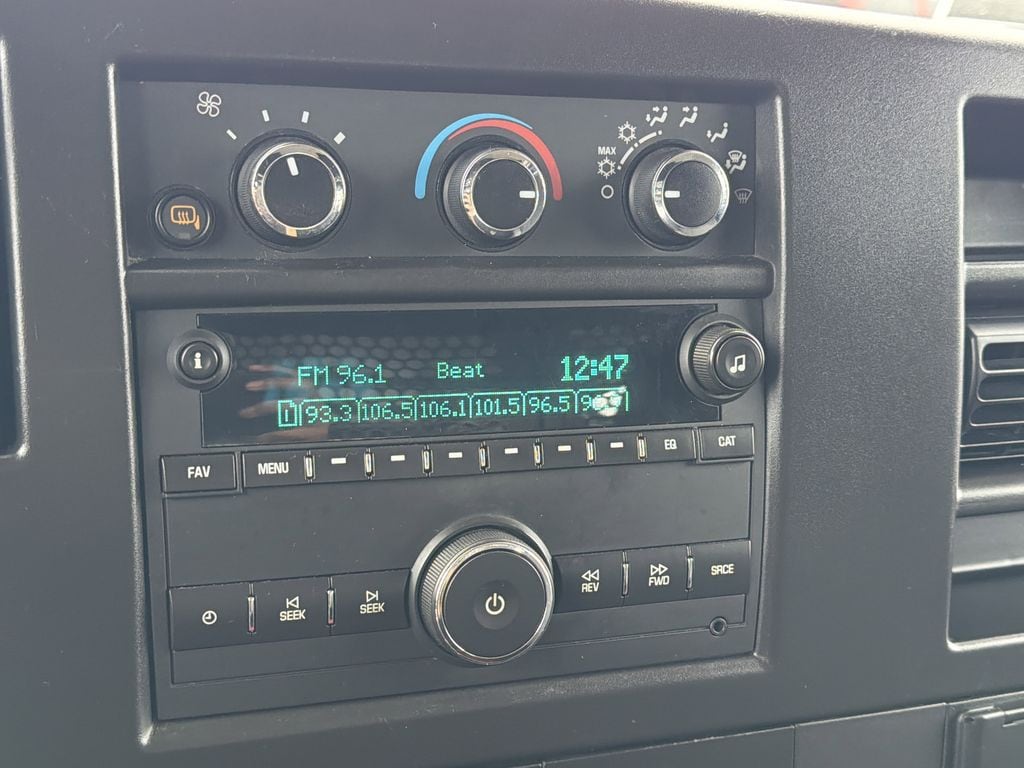 MAX
i
FM 96.1 Beat 12:47
1 93.3 106.5 106.1 101.5 96.5
FAV MENU EQ CAT
SEEK SEEK REV FWD SRCE